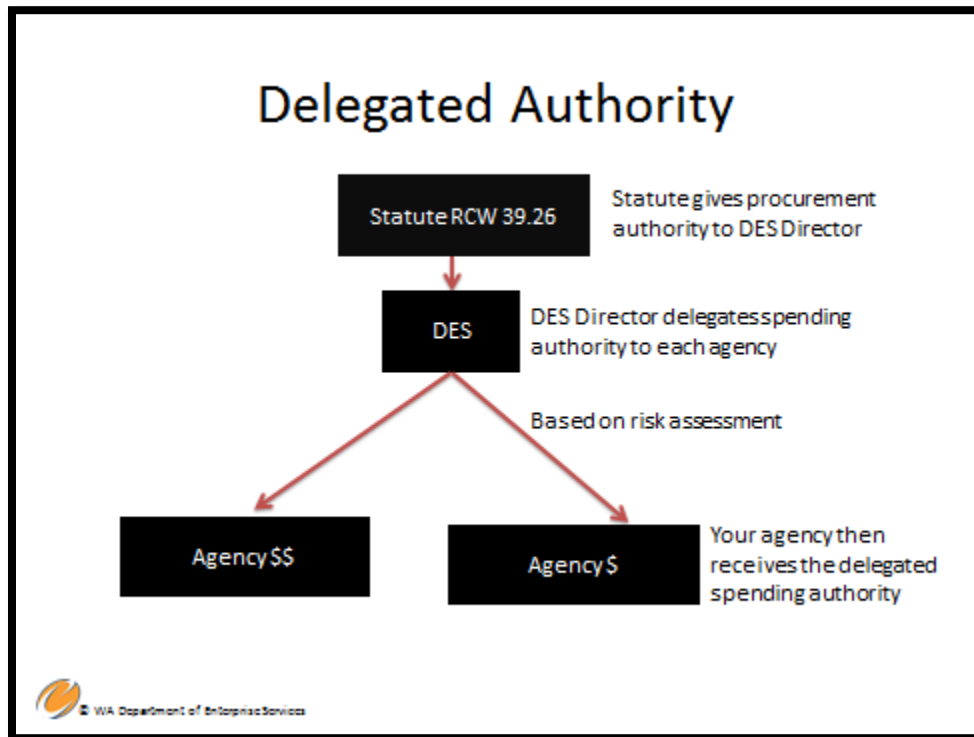 Delegated Authority
Statute RCW 39.26
Statute gives procurement
authority to DES Director
DES
DES Director delegates spending
authority to each agency
Based on risk assessment
Agency $$
Agency $
Your agency then
receives the delegated
spending authority
© WA Department of Enterprise Services